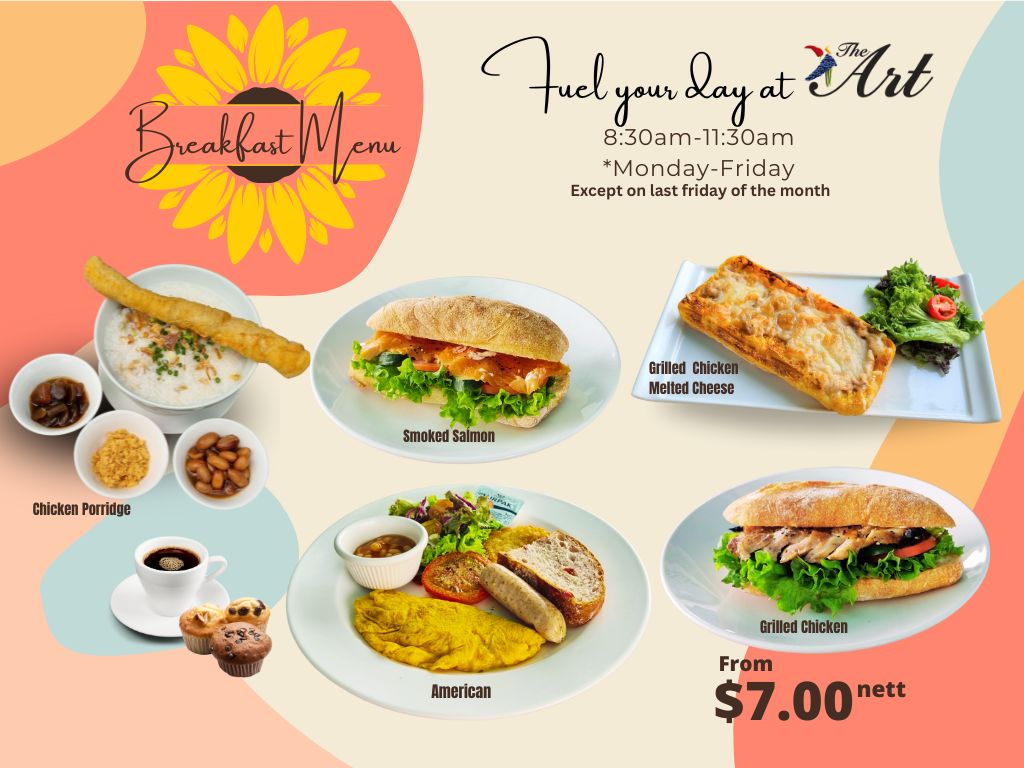 Breakfast Menu
Fuel your day at The Art
8:30am-11:30am
*Monday-Friday
Except on last friday of the month
Grilled Chicken
Melted Cheese
Smoked Salmon
Chicken Porridge
Grilled Chicken
American
From
$7.00 nett